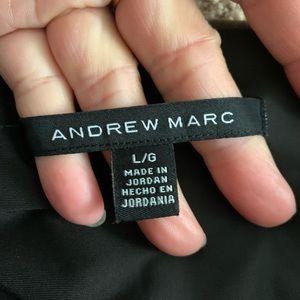 ANDREW MARC
L/G
MADE IN
JORDAN
HECHO EN
JORDANIA